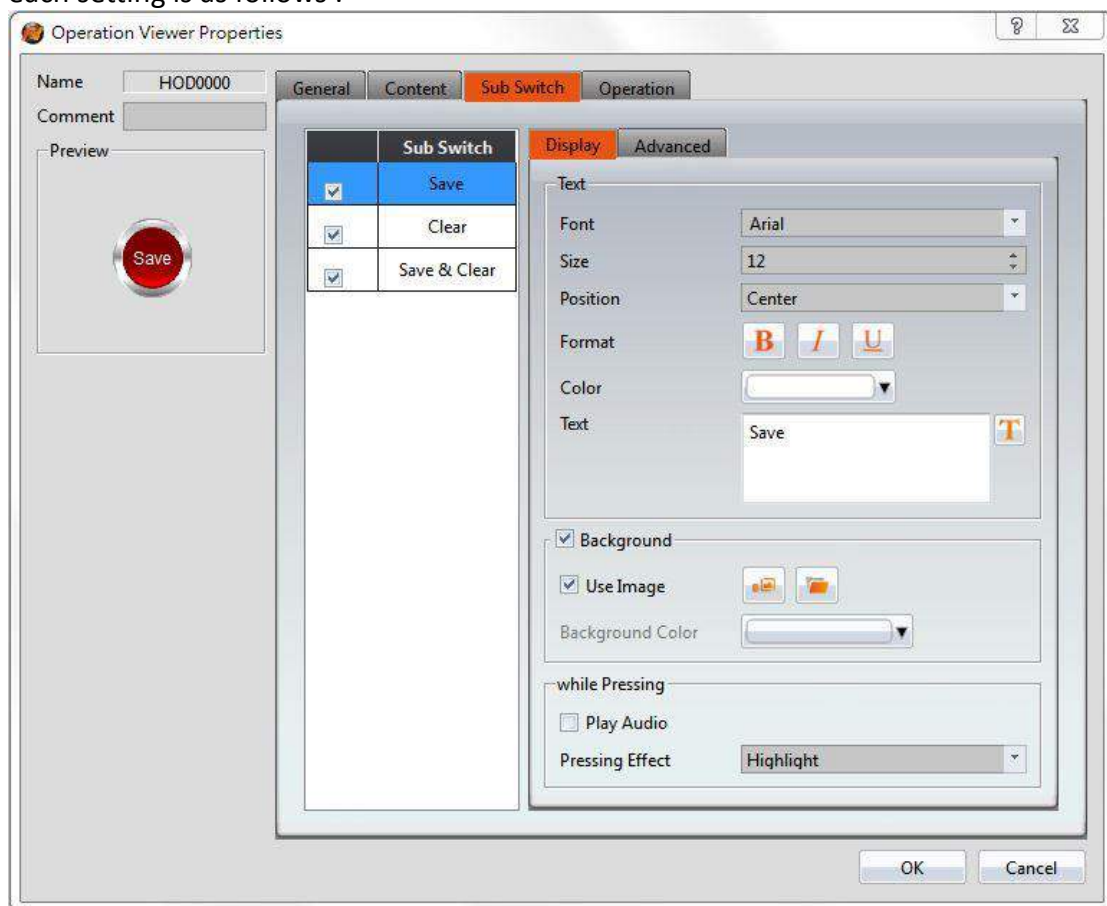 each setting is as follows :
Operation Viewer Properties
Name HOD0000
Comment
Preview
Save
General Content Sub Switch Operation
Sub Switch
Save
Clear
Save & Clear
Display Advanced
Text
Font Arial
Size 12
Position Center
Format B I U
Color
Text Save T
Background
Use Image
Background Color
while Pressing
Play Audio
Pressing Effect Highlight
OK Cancel